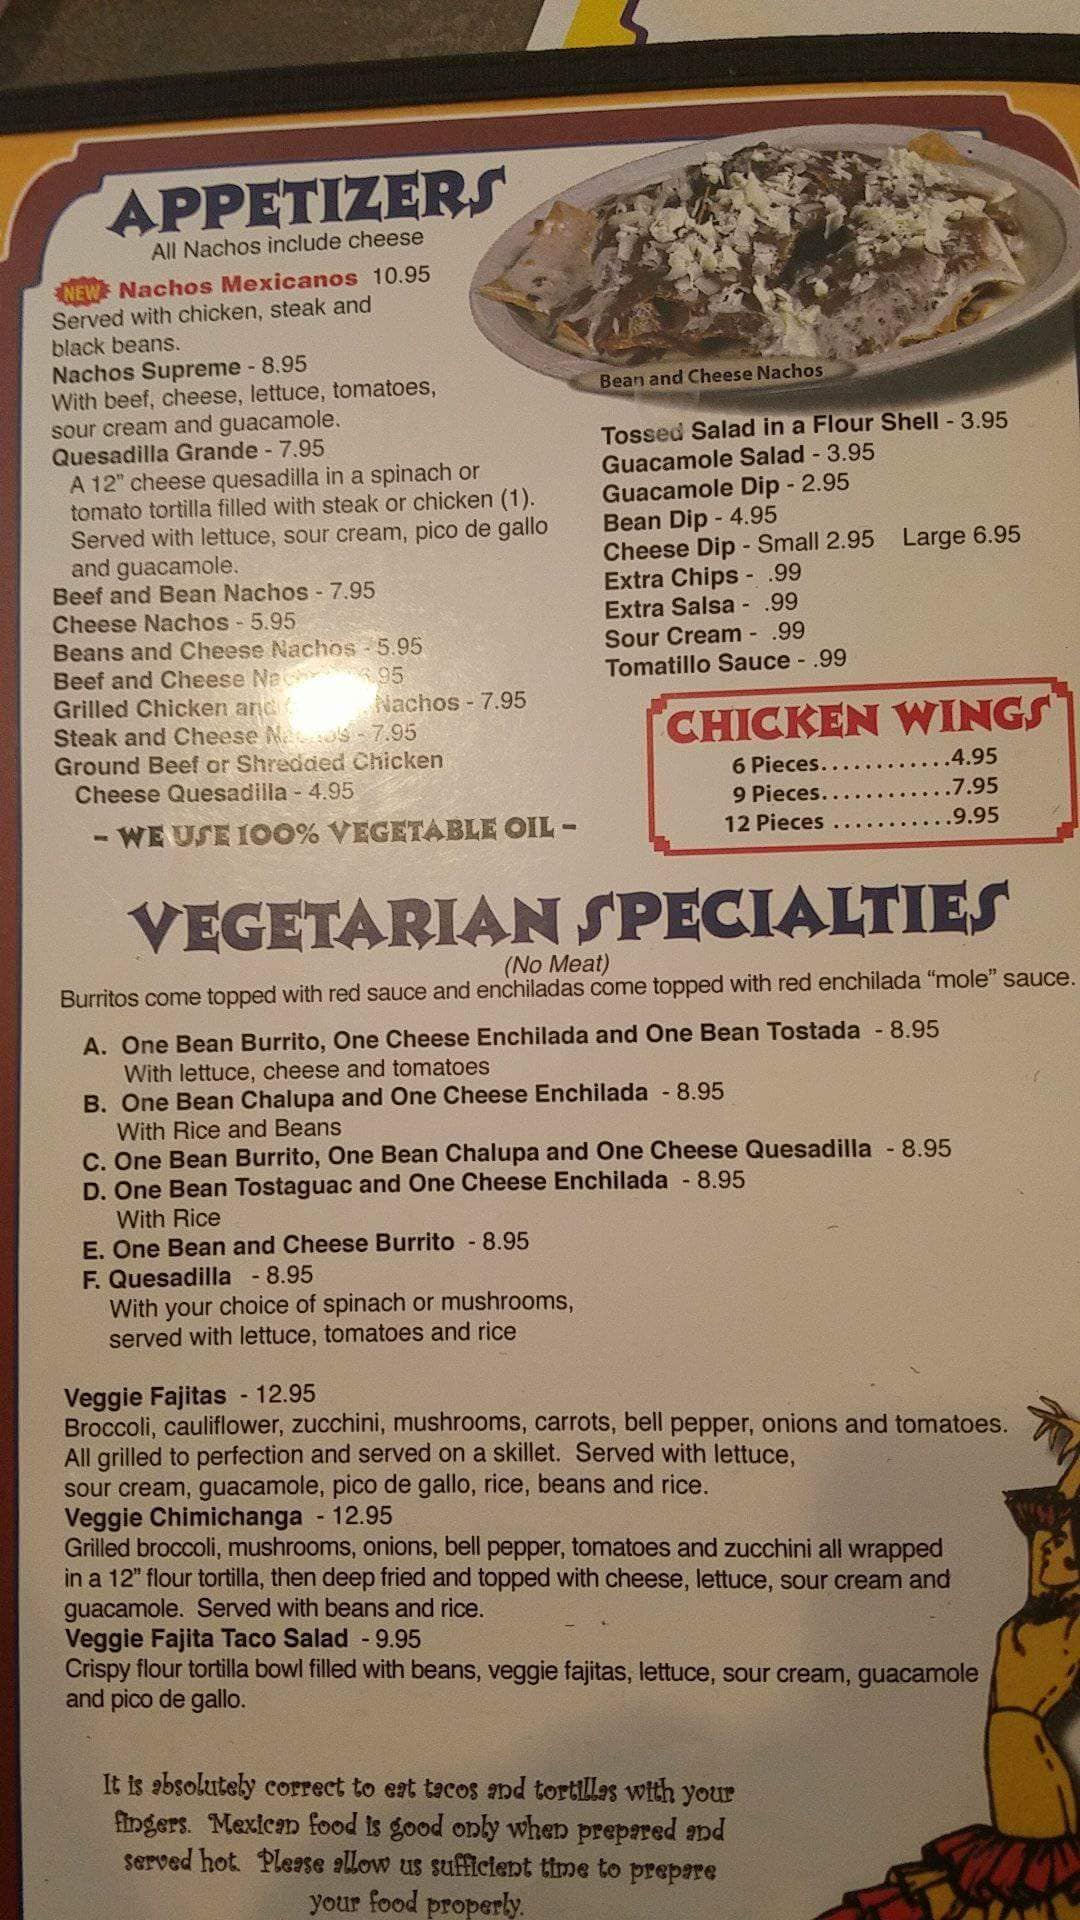 APPETIZERS
All Nachos include cheese
NEW Nachos Mexicanos 10.95
Served with chicken, steak and
black beans.
Nachos Supreme - 8.95
With beef, cheese, lettuce, tomatoes,
sour cream and guacamole.
Quesadilla Grande - 7.95
A 12" cheese quesadilla in a spinach or
tomato tortilla filled with steak or chicken (1).
Served with lettuce, sour cream, pico de gallo
and guacamole.
Beef and Bean Nachos - 7.95
Cheese Nachos - 5.95
Beans and Cheese Nachos - 5.95
Beef and Cheese
Grilled Chicken and Nachos - 7.95
Steak and Cheese Nachos - 7.95
Ground Beef or Shredded Chicken
Cheese Quesadilla - 4.95
- WE USE 100% VEGETABLE OIL -
Bean and Cheese Nachos
Tossed Salad in a Flour Shell - 3.95
Guacamole Salad - 3.95
Guacamole Dip - 2.95
Bean Dip - 4.95
Cheese Dip - Small 2.95 Large 6.95
Extra Chips - .99
Extra Salsa - .99
Sour Cream - .99
Tomatillo Sauce - .99
CHICKEN WINGS
6 Pieces............4.95
9 Pieces............7.95
12 Pieces ...........9.95
VEGETARIAN SPECIALTIES
(No Meat)
Burritos come topped with red sauce and enchiladas come topped with red enchilada “mole” sauce.
A. One Bean Burrito, One Cheese Enchilada and One Bean Tostada - 8.95
With lettuce, cheese and tomatoes
B. One Bean Chalupa and One Cheese Enchilada - 8.95
With Rice and Beans
C. One Bean Burrito, One Bean Chalupa and One Cheese Quesadilla - 8.95
D. One Bean Tostaguac and One Cheese Enchilada - 8.95
With Rice
E. One Bean and Cheese Burrito - 8.95
F. Quesadilla - 8.95
With your choice of spinach or mushrooms,
served with lettuce, tomatoes and rice
Veggie Fajitas - 12.95
Broccoli, cauliflower, zucchini, mushrooms, carrots, bell pepper, onions and tomatoes.
All grilled to perfection and served on a skillet. Served with lettuce,
sour cream, guacamole, pico de gallo, rice, beans and rice.
Veggie Chimichanga - 12.95
Grilled broccoli, mushrooms, onions, bell pepper, tomatoes and zucchini all wrapped
in a 12" flour tortilla, then deep fried and topped with cheese, lettuce, sour cream and
guacamole. Served with beans and rice.
Veggie Fajita Taco Salad - 9.95
Crispy flour tortilla bowl filled with beans, veggie fajitas, lettuce, sour cream, guacamole
and pico de gallo.
It is absolutely correct to eat tacos and tortillas with your
fingers. Mexican food is good only when prepared and
served hot. Please allow us sufficient time to prepare
your food properly.